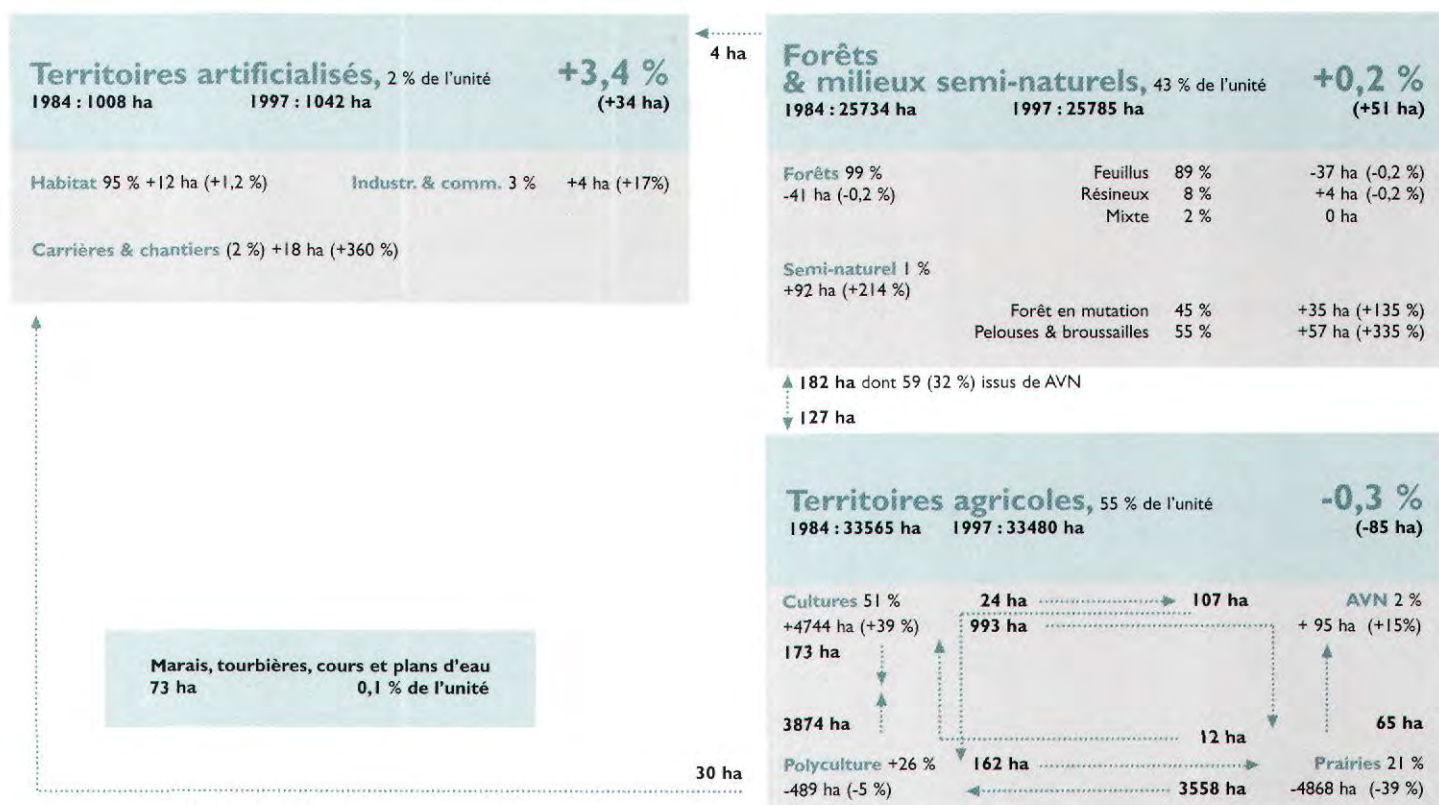 Territoires artificialisés, 2 % de l'unité +3,4 %
1984 : 1008 ha 1997 : 1042 ha (+34 ha)
Habitat 95 % +12 ha (+1,2 %) Industr. & comm. 3 % +4 ha (+17%)
Carrières & chantiers (2 %) +18 ha (+360 %)
4 ha
Forêts
& milieux semi-naturels, 43 % de l'unité +0,2 %
1984 : 25734 ha 1997 : 25785 ha (+51 ha)
Forêts 99 % Feuillus 89 % -37 ha (-0,2 %)
-41 ha (-0,2 %) Résineux 8 % +4 ha (-0,2 %)
Mixte 2 % 0 ha
Semi-naturel 1 %
+92 ha (+214 %)
Forêt en mutation 45 % +35 ha (+135 %)
Pelouses & broussailles 55 % +57 ha (+335 %)
182 ha dont 59 (32 %) issus de AVN
127 ha
Territoires agricoles, 55 % de l'unité -0,3 %
1984 : 33565 ha 1997 : 33480 ha (-85 ha)
Cultures 51 % 24 ha 107 ha AVN 2 %
+4744 ha (+39 %) 993 ha + 95 ha (+15%)
173 ha
3874 ha 65 ha
12 ha
Polyculture +26 % 162 ha Prairies 21 %
-489 ha (-5 %) 3558 ha -4868 ha (-39 %)
Marais, tourbières, cours et plans d'eau
73 ha 0,1 % de l'unité
30 ha